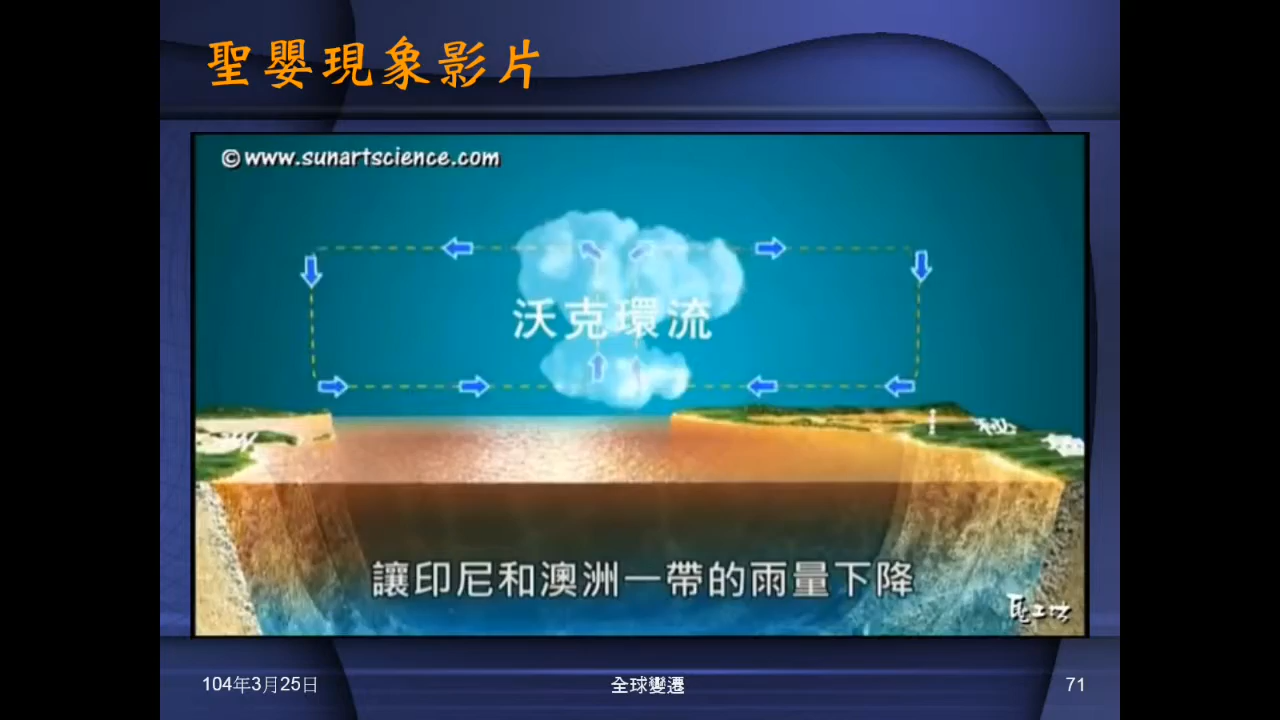 聖嬰現象影片
©www.sunartscience.com
沃克環流
秘
讓印尼和澳洲一帶的雨量下降
104年3月25日
全球變遷
71